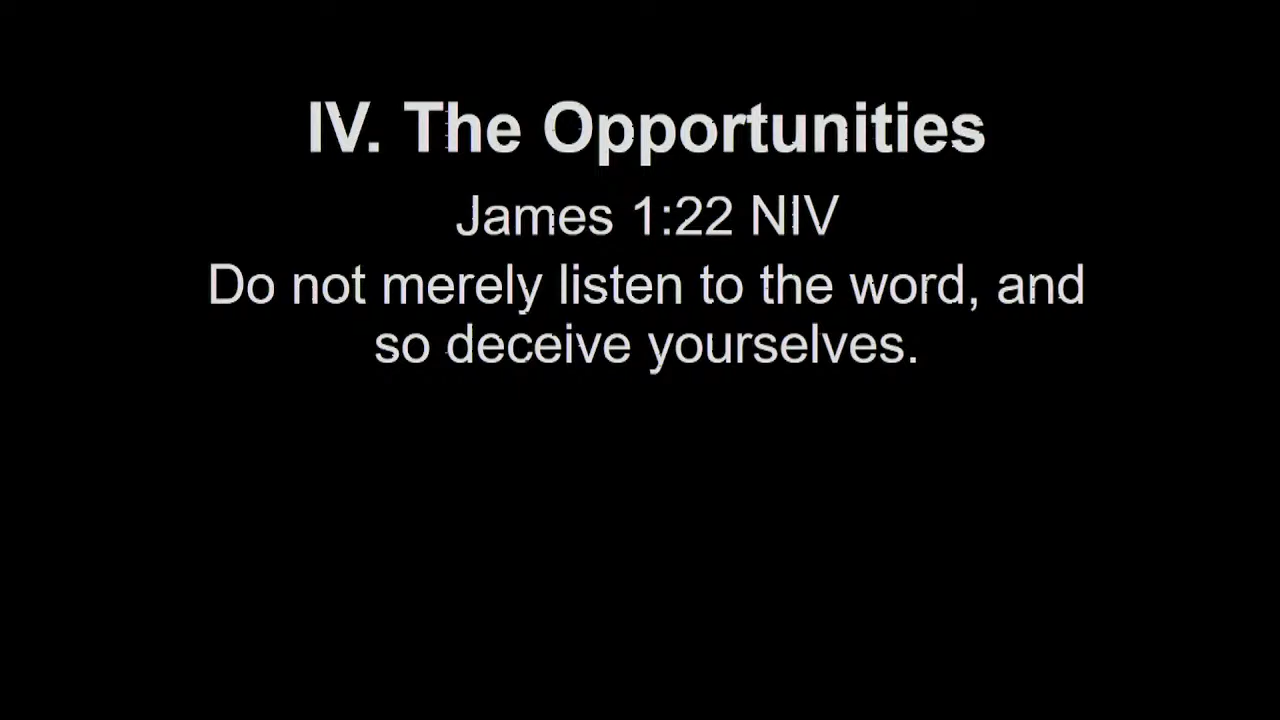 IV. The Opportunities
James 1:22 NIV
Do not merely listen to the word, and
so deceive yourselves.